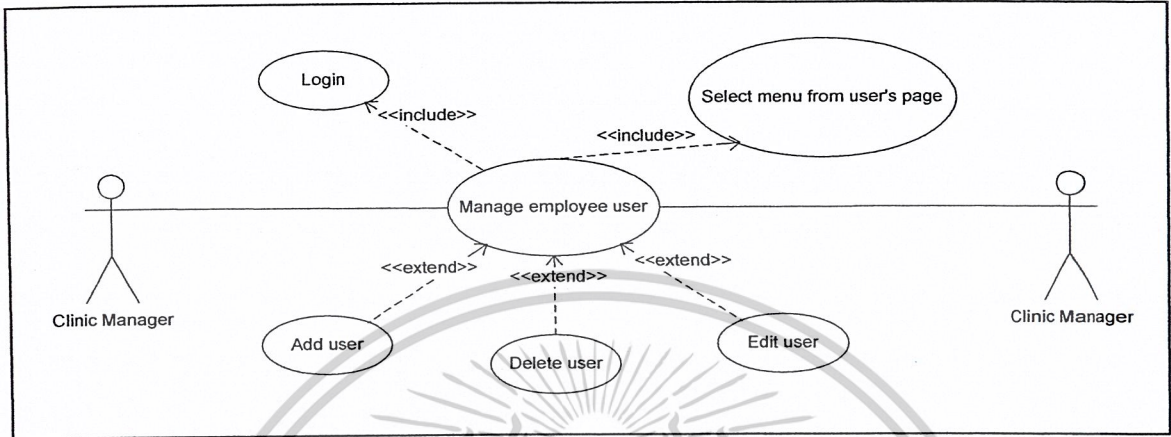 Login
Select menu from user's page
<<include>>
<<include>>
Manage employee user
<<extend>>
<<extend>>
<<extend>>
Clinic Manager
Clinic Manager
Add user
Delete user
Edit user